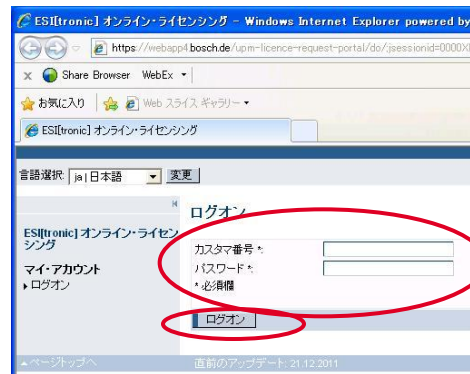 ESI[tronic] オンライン・ライセンシング - Windows Internet Explorer powered by
https://webapp4.bosch.de/upm-licence-request-portal/do/;jsessionid=0000X
x Share Browser WebEx
お気に入り Web スライス ギャラリー
ESI[tronic] オンライン・ライセンシング
言語選択: ja | 日本語 変更
ESI[tronic] オンライン・ライセン
シング
マイ・アカウント
ログオン
ログオン
カスタマ番号 *:
パスワード *:
* 必須欄
ログオン
ページトップへ 直前のアップデート: 21.12.2011